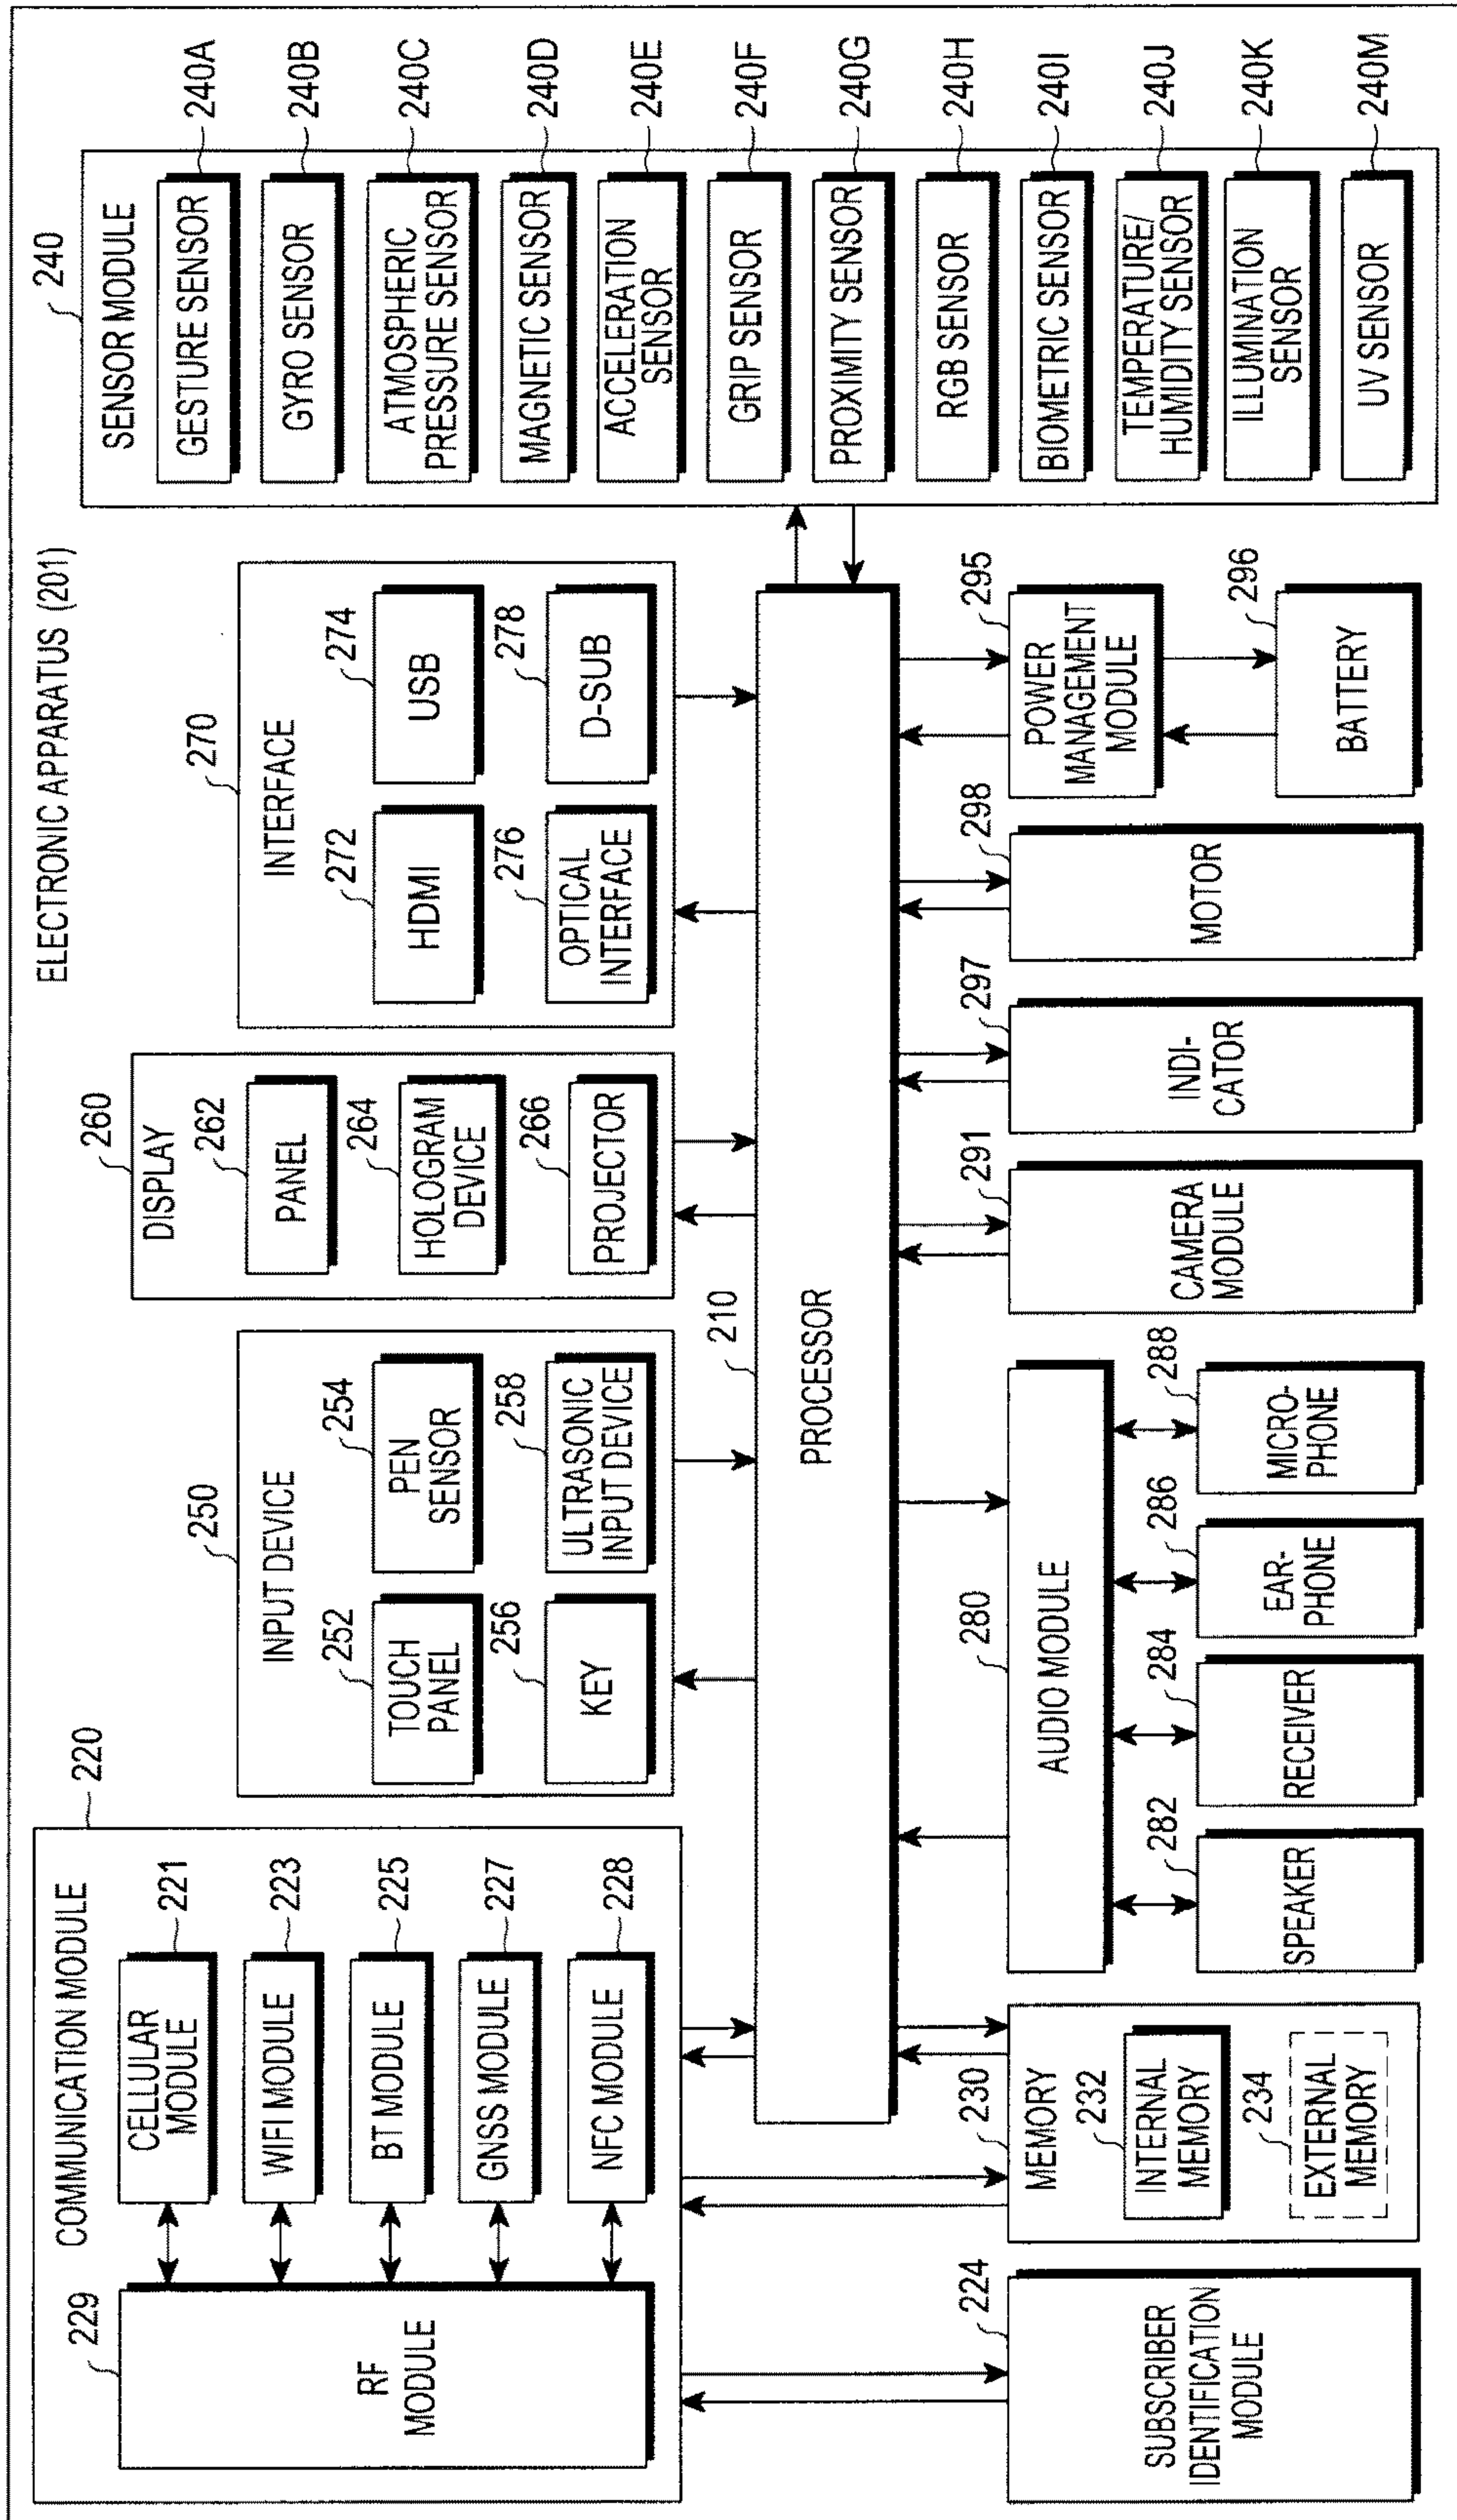 ELECTRONIC APPARATUS (201)
COMMUNICATION MODULE
220
229
RF
MODULE
CELLULAR
MODULE
221
WIFI MODULE
223
BT MODULE
225
GNSS MODULE
227
NFC MODULE
228
INPUT DEVICE
250
252
TOUCH
PANEL
254
PEN
SENSOR
256
KEY
258
ULTRASONIC
INPUT DEVICE
260
DISPLAY
262
PANEL
264
HOLOGRAM
DEVICE
266
PROJECTOR
270
INTERFACE
272
HDMI
274
USB
276
OPTICAL
INTERFACE
278
D-SUB
240
SENSOR MODULE
GESTURE SENSOR
240A
GYRO SENSOR
240B
ATMOSPHERIC
PRESSURE SENSOR
240C
MAGNETIC SENSOR
240D
ACCELERATION
SENSOR
240E
GRIP SENSOR
240F
PROXIMITY SENSOR
240G
RGB SENSOR
240H
BIOMETRIC SENSOR
240I
TEMPERATURE/
HUMIDITY SENSOR
240J
ILLUMINATION
SENSOR
240K
UV SENSOR
240M
210
PROCESSOR
224
SUBSCRIBER
IDENTIFICATION
MODULE
230
MEMORY
232
INTERNAL
MEMORY
234
EXTERNAL
MEMORY
280
AUDIO MODULE
282
SPEAKER
284
RECEIVER
286
EAR-
PHONE
288
MICRO-
PHONE
291
CAMERA
MODULE
297
INDI-
CATOR
298
MOTOR
295
POWER
MANAGEMENT
MODULE
296
BATTERY